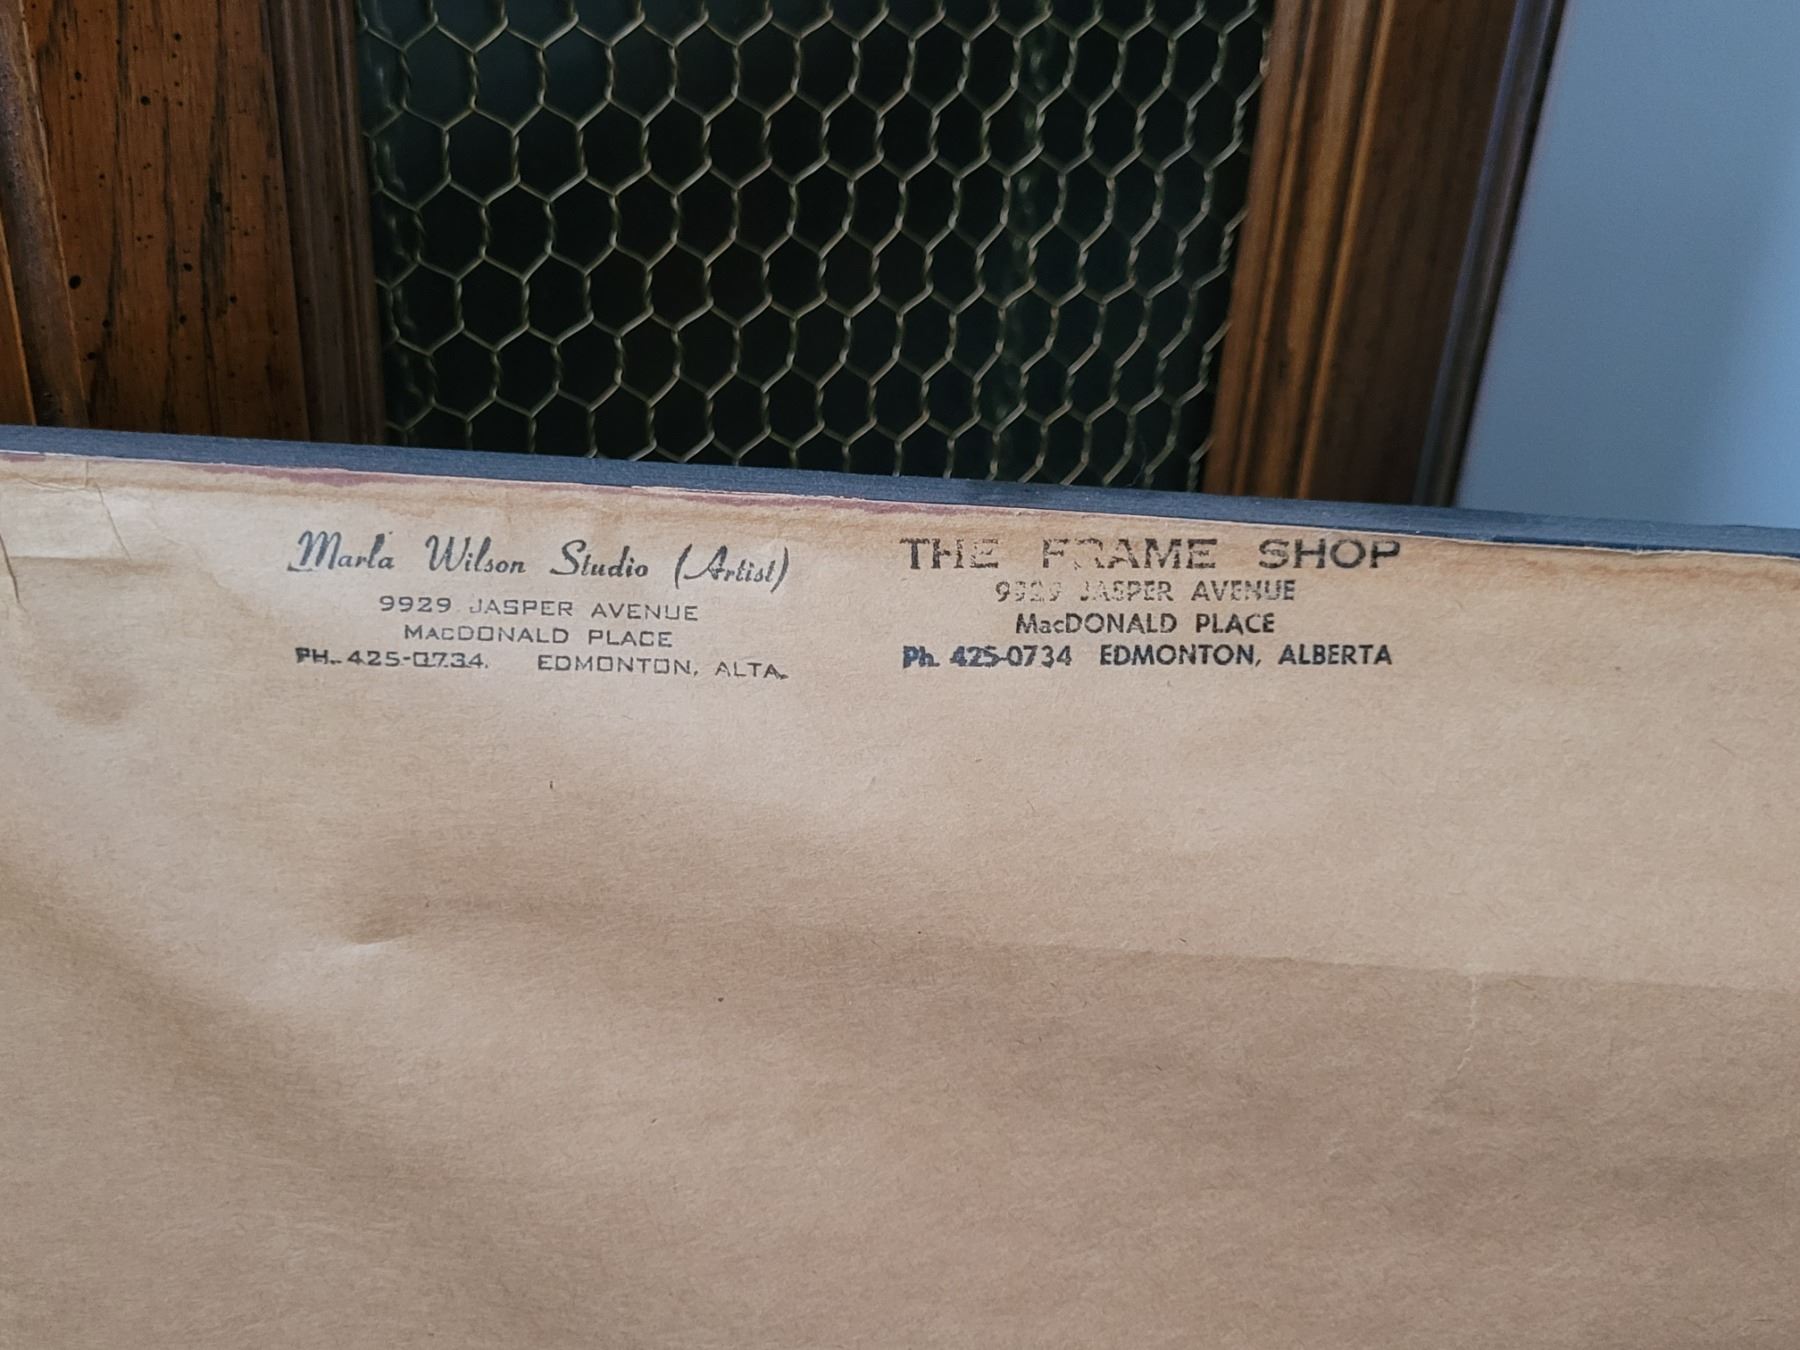 Marla Wilson Studio (Artist)
9929 JASPER AVENUE
MacDONALD PLACE
PH. 425-0734. EDMONTON, ALTA.
THE FRAME SHOP
9929 JASPER AVENUE
MacDONALD PLACE
Ph. 425-0734 EDMONTON, ALBERTA